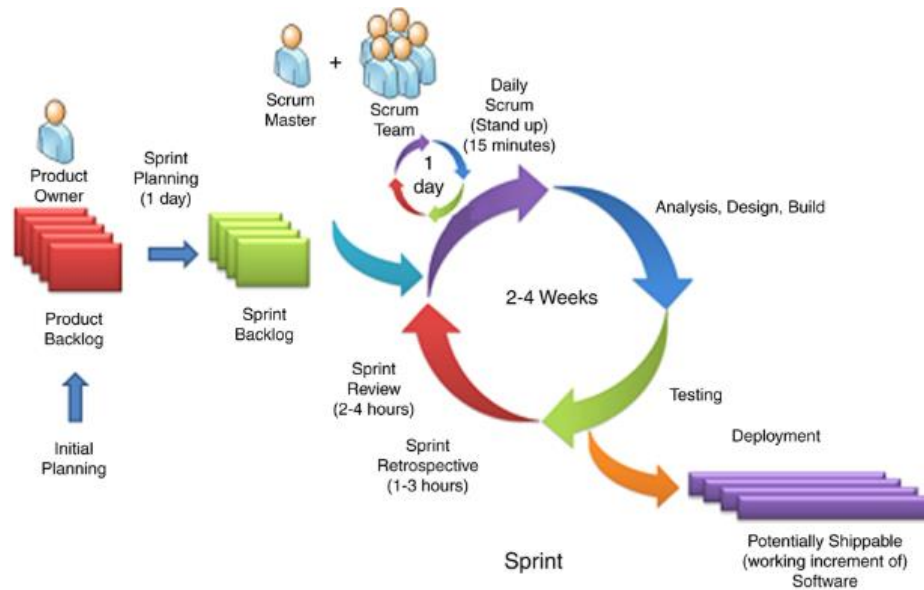 Scrum
Master
+
Scrum
Team
Daily
Scrum
(Stand up)
(15 minutes)
Product
Owner
Sprint
Planning
(1 day)
1
day
Analysis, Design, Build
2-4 Weeks
Product
Backlog
Sprint
Backlog
Sprint
Review
(2-4 hours)
Testing
Initial
Planning
Sprint
Retrospective
(1-3 hours)
Deployment
Potentially Shippable
(working increment of)
Software
Sprint